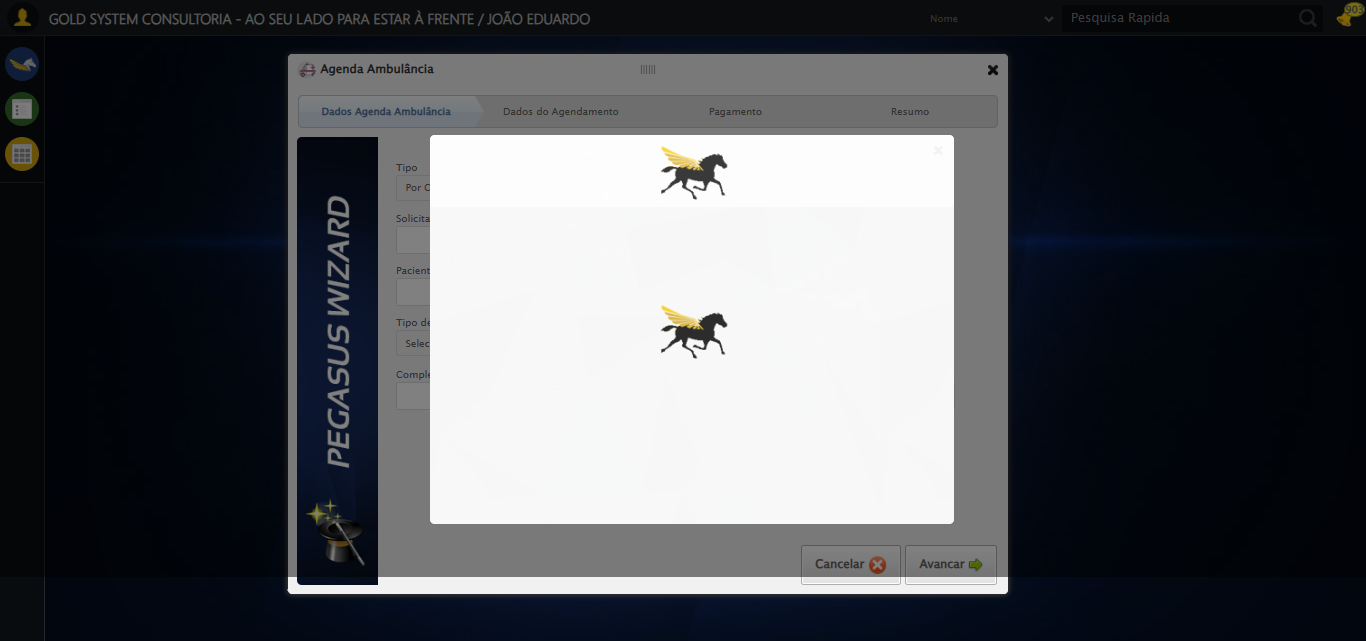 GOLD SYSTEM CONSULTORIA - AO SEU LADO PARA ESTAR À FRENTE / JOÃO EDUARDO
Nome
Pesquisa Rapida
903
Agenda Ambulância
Dados Agenda Ambulância
Dados do Agendamento
Pagamento
Resumo
PEGASUS WIZARD
Tipo
Por C
Solicita
Pacient
Tipo de
Selec
Comple
Cancelar
Avancar